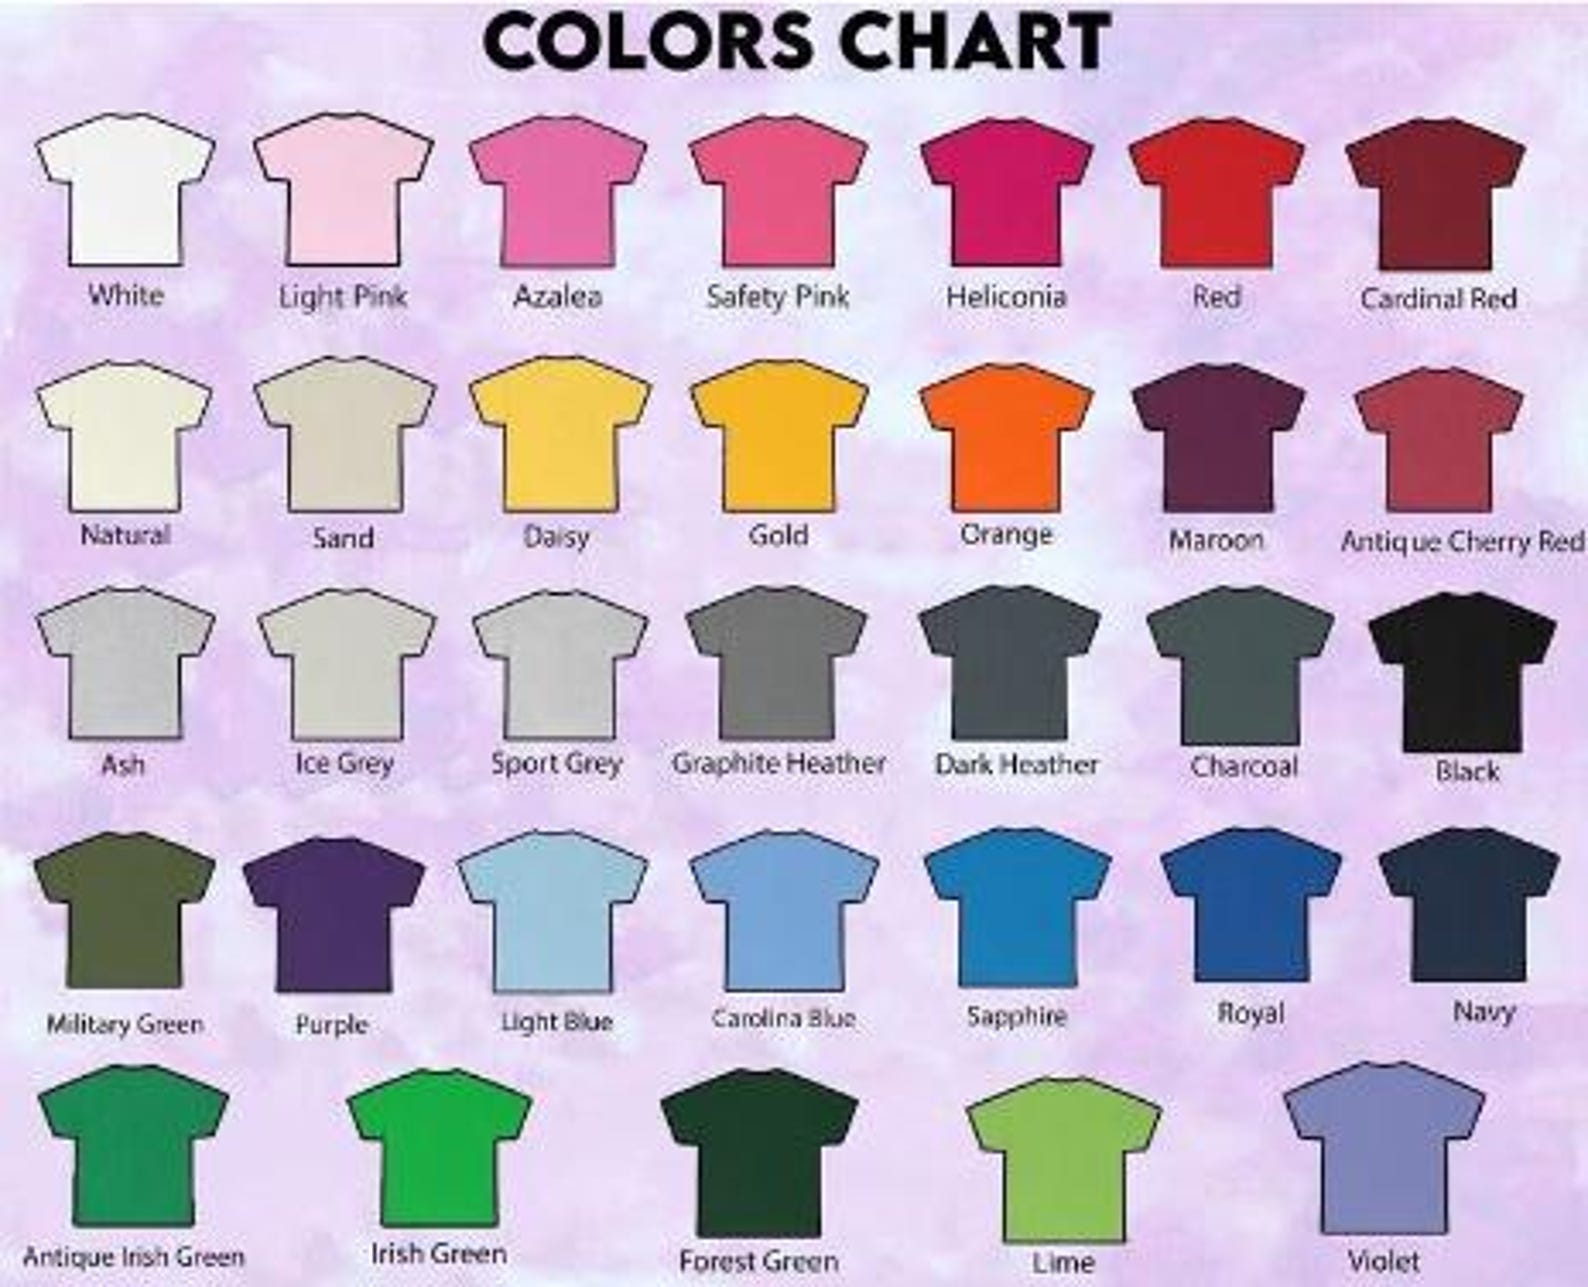 COLORS CHART
White Light Pink Azalea Safety Pink Heliconia Red Cardinal Red
Natural Sand Daisy Gold Orange Maroon Antique Cherry Red
Ash Ice Grey Sport Grey Graphite Heather Dark Heather Charcoal Black
Military Green Purple Light Blue Carolina Blue Sapphire Royal Navy
Antique Irish Green Irish Green Forest Green Lime Violet